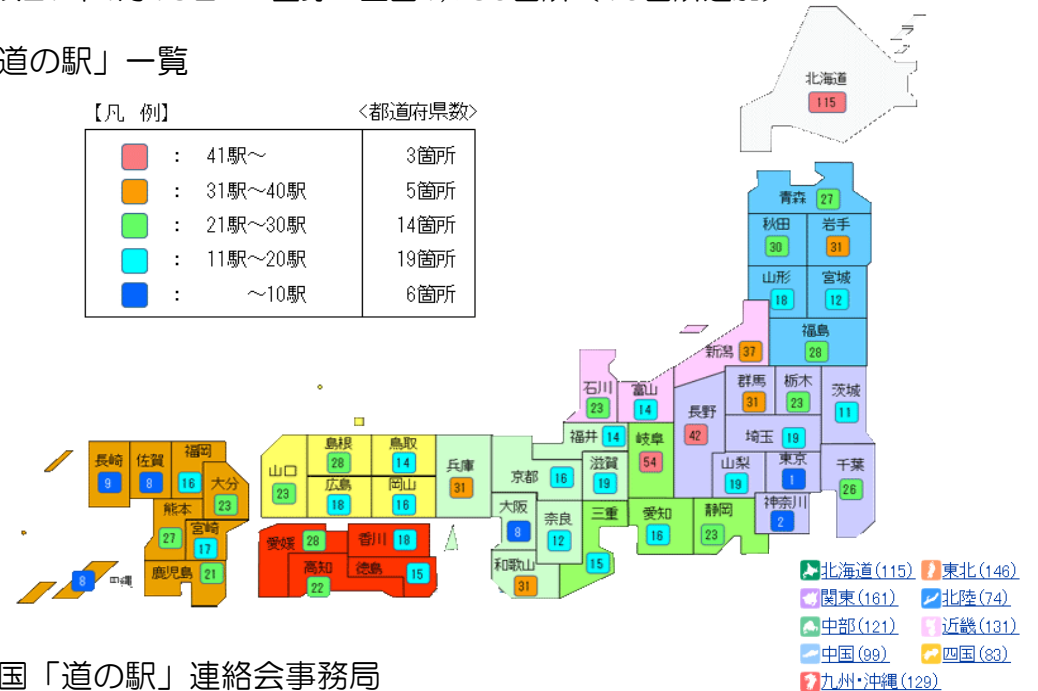 道の駅」一覧
【凡 例】
<都道府県数>
: 41駅～ 3箇所
: 31駅～40駅 5箇所
: 21駅～30駅 14箇所
: 11駅～20駅 19箇所
: ～10駅 6箇所
北海道
115
青森 27
秋田 岩手
30 31
山形 宮城
18 12
福島
28
新潟 37
石川 富山
23 14
群馬 栃木 茨城
31 23 11
長野
42
埼玉 19
福井 14
岐阜
54
山梨 東京 千葉
19 1 26
神奈川
2
京都 16
滋賀
19
兵庫
31
大阪
8
奈良
12
三重
15
愛知
16
静岡
23
和歌山
31
島根 鳥取
28 14
山口
23
広島 岡山
18 16
愛媛 28
香川 18
高知 徳島
22 15
長崎 佐賀 福岡
9 8 16
大分
23
熊本
27
宮崎
17
鹿児島 21
8 沖縄
北海道(115) 東北(146)
関東(161) 北陸(74)
中部(121) 近畿(131)
中国(99) 四国(83)
九州・沖縄(129)
国「道の駅」連絡会事務局